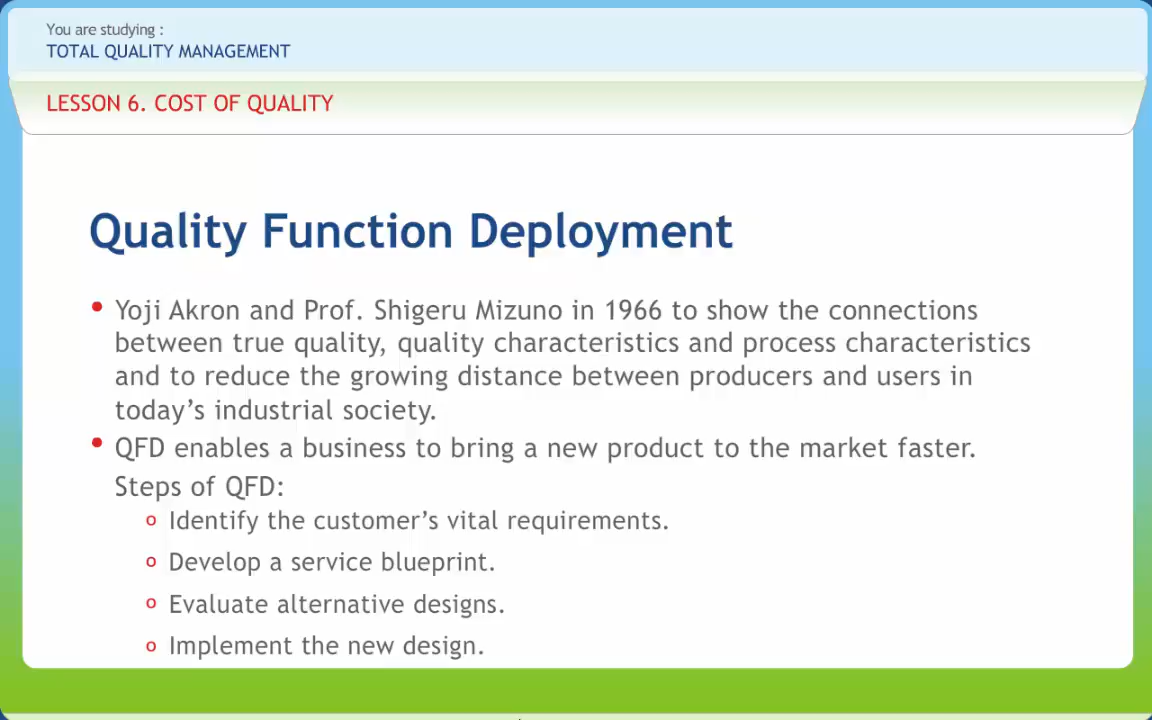 You are studying :
TOTAL QUALITY MANAGEMENT
LESSON 6. COST OF QUALITY
Quality Function Deployment
• Yoji Akron and Prof. Shigeru Mizuno in 1966 to show the connections
between true quality, quality characteristics and process characteristics
and to reduce the growing distance between producers and users in
today’s industrial society.
• QFD enables a business to bring a new product to the market faster.
Steps of QFD:
o Identify the customer’s vital requirements.
o Develop a service blueprint.
o Evaluate alternative designs.
o Implement the new design.